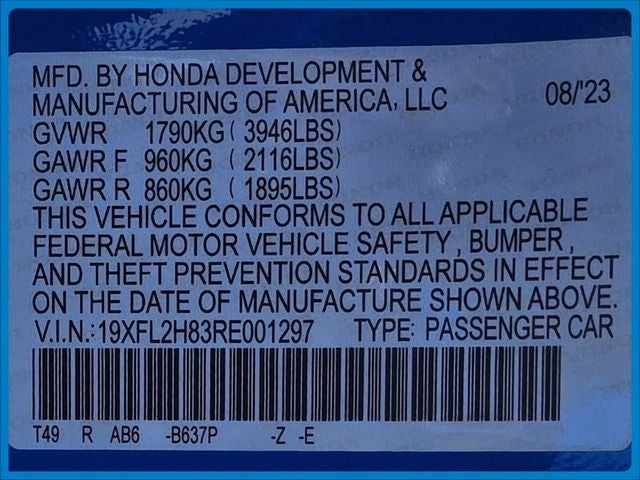 MFD. BY HONDA DEVELOPMENT &
MANUFACTURING OF AMERICA, LLC 08/'23
GVWR 1790KG ( 3946LBS)
GAWR F 960KG ( 2116LBS)
GAWR R 860KG ( 1895LBS)
THIS VEHICLE CONFORMS TO ALL APPLICABLE
FEDERAL MOTOR VEHICLE SAFETY, BUMPER,
AND THEFT PREVENTION STANDARDS IN EFFECT
ON THE DATE OF MANUFACTURE SHOWN ABOVE.
V.I.N.:19XFL2H83RE001297 TYPE: PASSENGER CAR
T49 R AB6 -B637P -Z -E